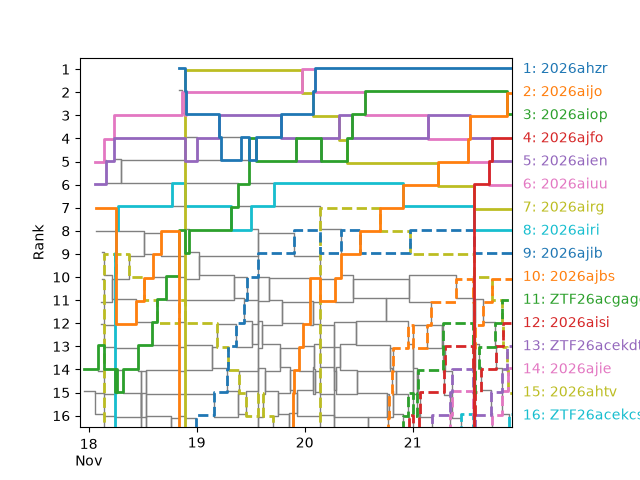 1
2
3
4
5
6
7
8
9
10
11
12
13
14
15
16
Rank
18
19
20
21
Nov
1: 2026ahzr
2: 2026aijo
3: 2026aiop
4: 2026ajfo
5: 2026aien
6: 2026aiuu
7: 2026airg
8: 2026airi
9: 2026ajib
10: 2026ajbs
11: ZTF26acgag
12: 2026aisi
13: ZTF26acekdt
14: 2026ajie
15: 2026ahtv
16: ZTF26acekcs